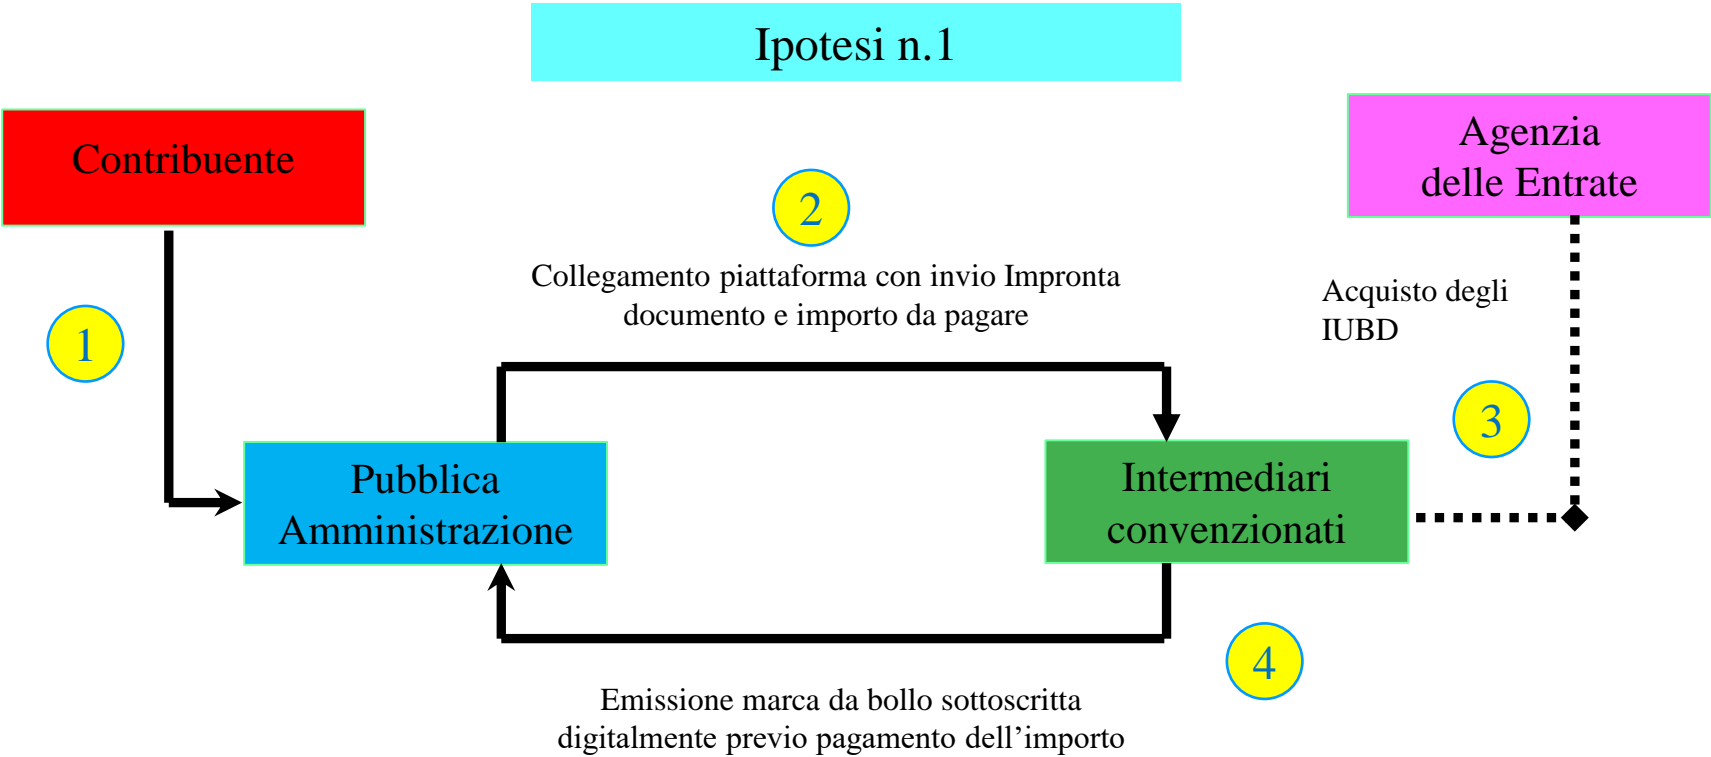 Ipotesi n.1
Contribuente
Agenzia
delle Entrate
2
Collegamento piattaforma con invio Impronta
documento e importo da pagare
Acquisto degli
IUBD
1
3
Pubblica
Amministrazione
Intermediari
convenzionati
4
Emissione marca da bollo sottoscritta
digitalmente previo pagamento dell’importo